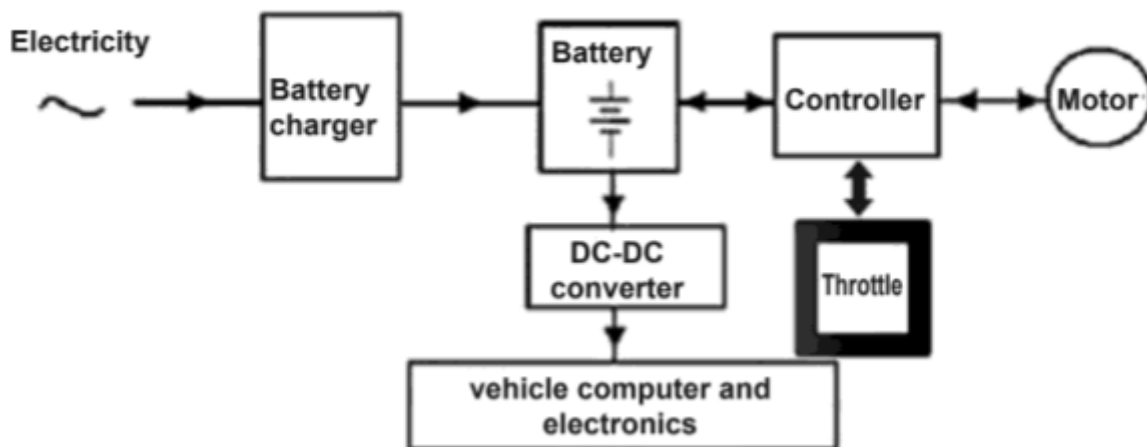 Electricity
Battery
charger
Battery
Controller
Motor
DC-DC
converter
Throttle
vehicle computer and
electronics